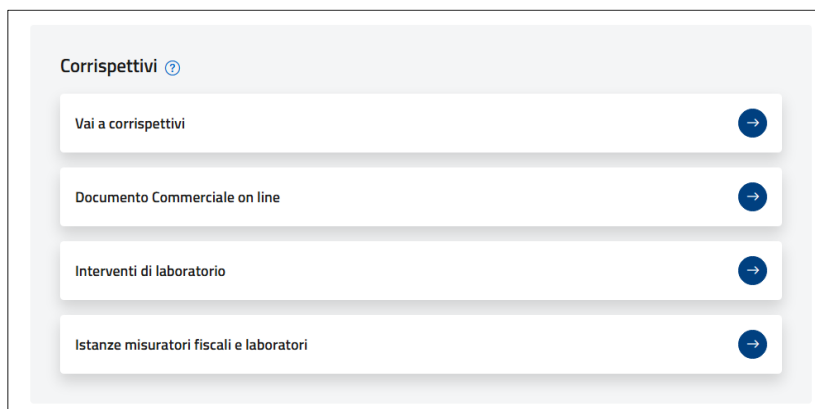 Corrispettivi ?
Vai a corrispettivi
Documento Commerciale on line
Interventi di laboratorio
Istanze misuratori fiscali e laboratori